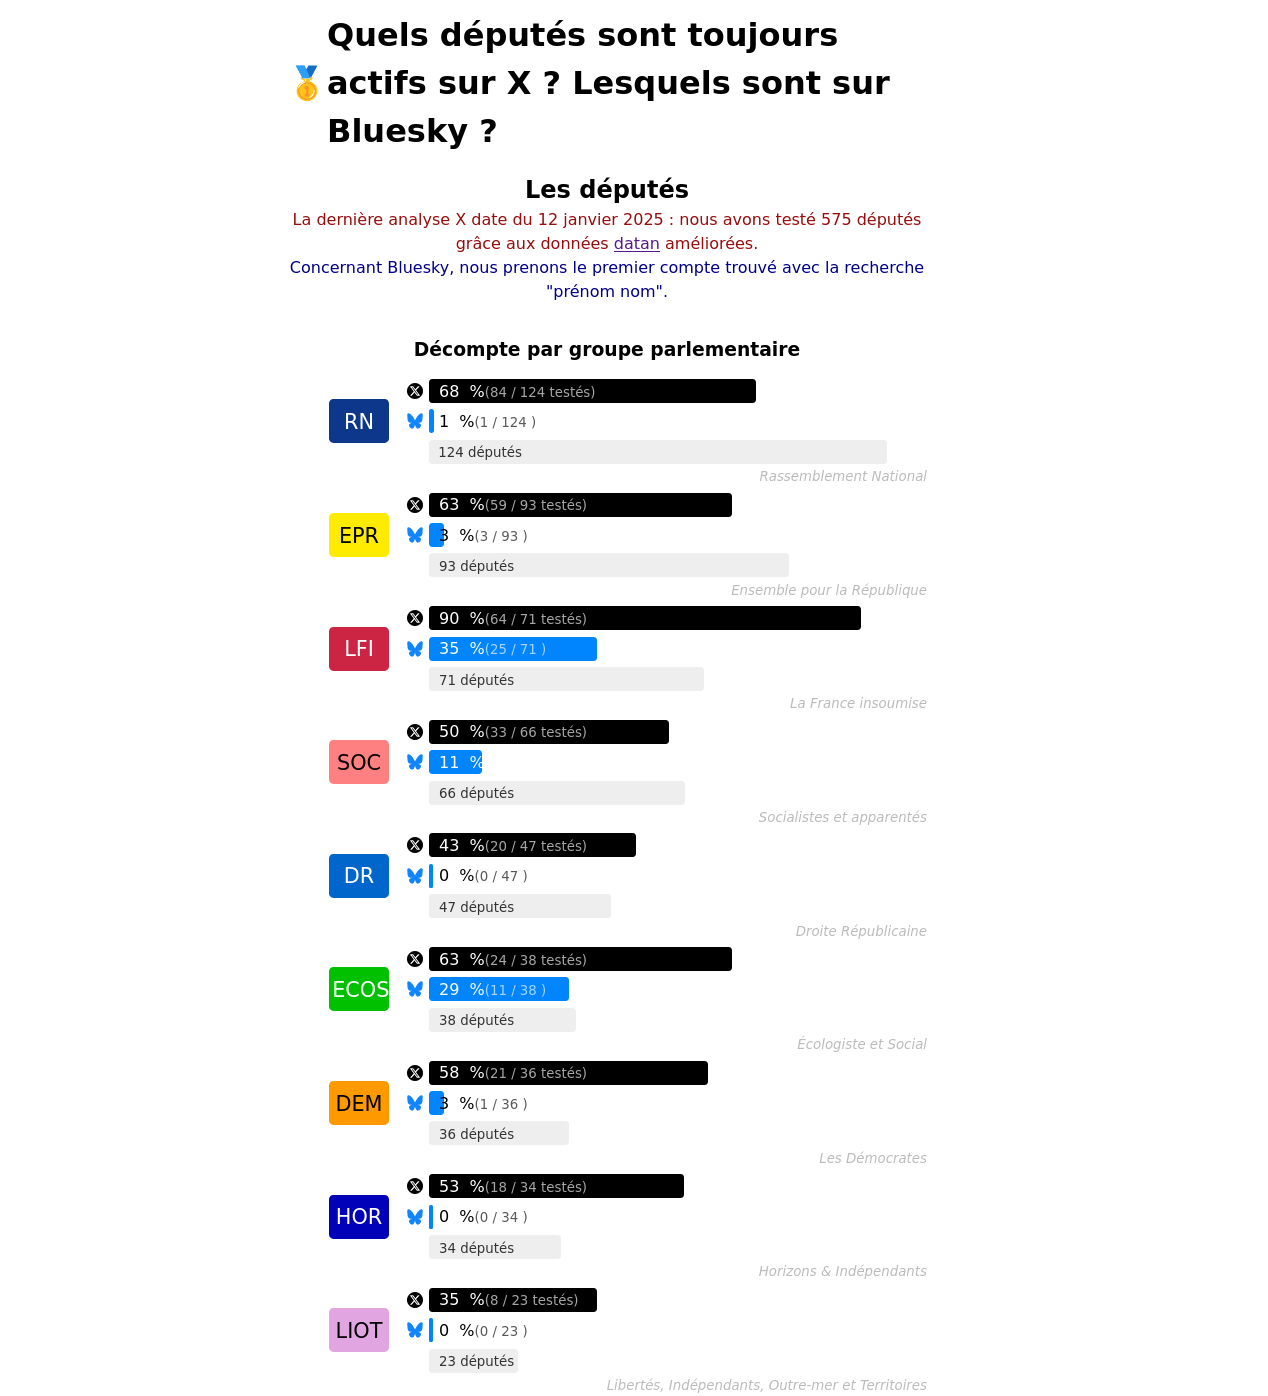 Quels députés sont toujours
🥇actifs sur X ? Lesquels sont sur
Bluesky ?
Les députés
La dernière analyse X date du 12 janvier 2025 : nous avons testé 575 députés
grâce aux données datan améliorées.
Concernant Bluesky, nous prenons le premier compte trouvé avec la recherche
"prénom nom".
Décompte par groupe parlementaire
RN
68 %(84 / 124 testés)
1 %(1 / 124 )
124 députés
Rassemblement National
EPR
63 %(59 / 93 testés)
3 %(3 / 93 )
93 députés
Ensemble pour la République
LFI
90 %(64 / 71 testés)
35 %(25 / 71 )
71 députés
La France insoumise
SOC
50 %(33 / 66 testés)
11 %
66 députés
Socialistes et apparentés
DR
43 %(20 / 47 testés)
0 %(0 / 47 )
47 députés
Droite Républicaine
ECOS
63 %(24 / 38 testés)
29 %(11 / 38 )
38 députés
Écologiste et Social
DEM
58 %(21 / 36 testés)
3 %(1 / 36 )
36 députés
Les Démocrates
HOR
53 %(18 / 34 testés)
0 %(0 / 34 )
34 députés
Horizons & Indépendants
LIOT
35 %(8 / 23 testés)
0 %(0 / 23 )
23 députés
Libertés, Indépendants, Outre-mer et Territoires